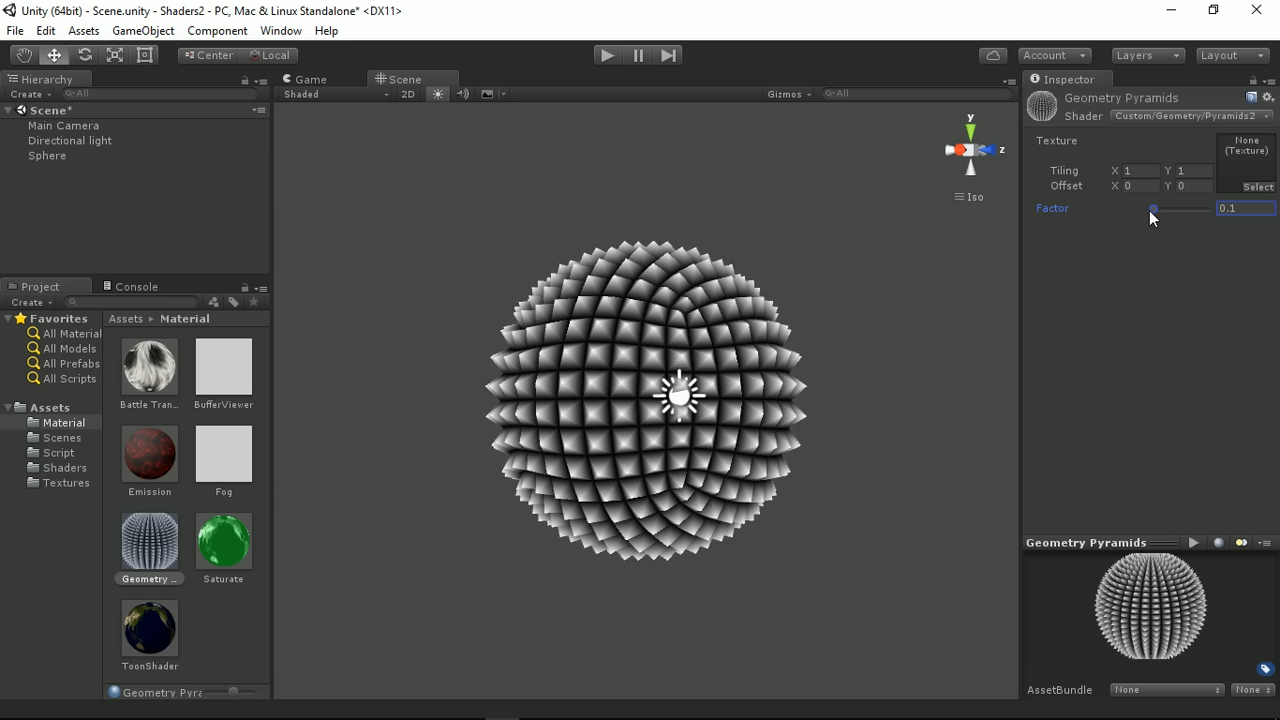 Unity (64bit) - Scene.unity - Shaders2 - PC, Mac & Linux Standalone* <DX11>
File Edit Assets GameObject Component Window Help
Center Local Account Layers Layout
Hierarchy
Create All
Scene*
Main Camera
Directional light
Sphere
Game Scene
Shaded 2D Gizmos All
y
z
Iso
Inspector
Geometry Pyramids
Shader Custom/Geometry/Pyramids2
Texture None
(Texture)
Tiling X 1 Y 1
Offset X 0 Y 0 Select
Factor 0.1
Project Console
Create
Favorites
All Material
All Models
All Prefabs
All Scripts
Assets
Material
Scenes
Script
Shaders
Textures
Assets Material
Battle Tran... BufferViewer
Emission Fog
Geometry ... Saturate
ToonShader
Geometry Pyra
Geometry Pyramids
AssetBundle None None